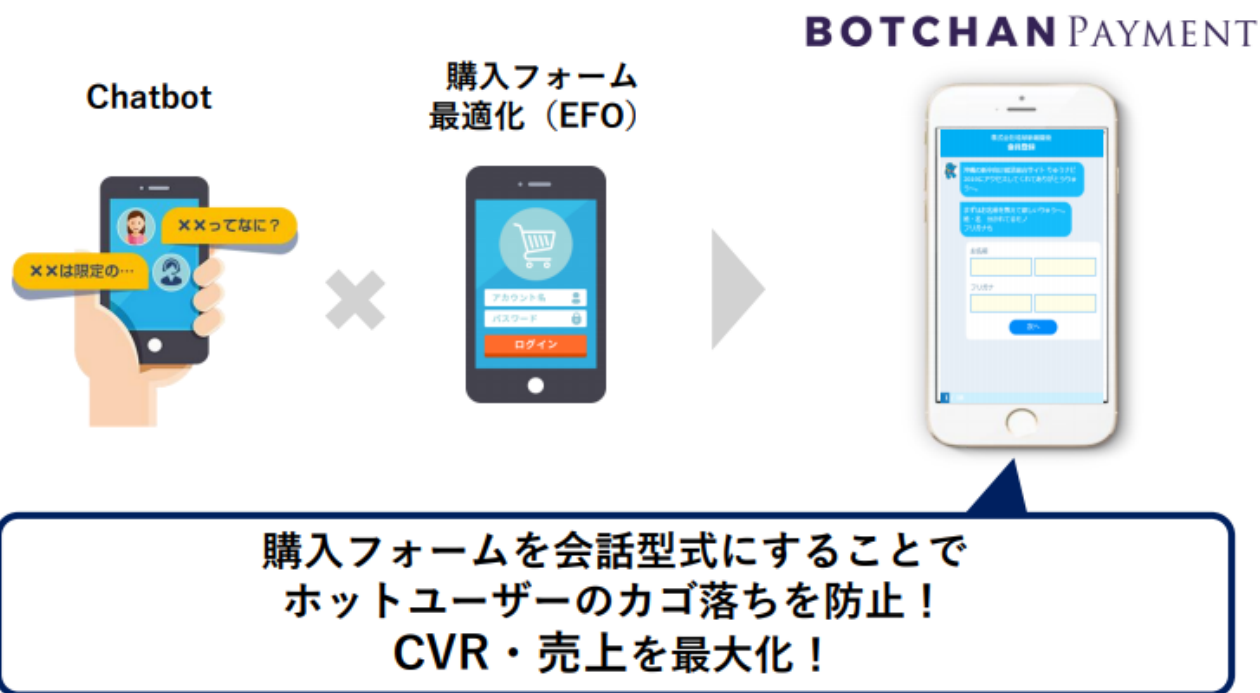 BOTCHAN PAYMENT
Chatbot
購入フォーム
最適化（EFO）
××ってなに？
××は限定の…
アカウント名
パスワード
ログイン
会員登録
お名前
フリガナ
次へ
購入フォームを会話型式にすることで
ホットユーザーのカゴ落ちを防止！
CVR・売上を最大化！